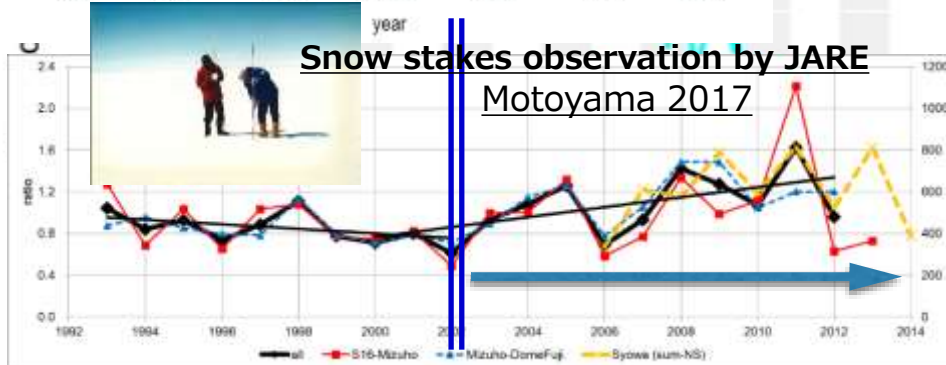 year
Snow stakes observation by JARE
Motoyama 2017
2.4
1200
2.0
1000
1.6
800
1.2
600
ratio
0.8
400
0.4
200
0.0
0
1992 1994 1996 1998 2000 2002 2004 2006 2008 2010 2012 2014
all S16-Mizuho Mizuho-DomeFuji Syowa (sum-NS)